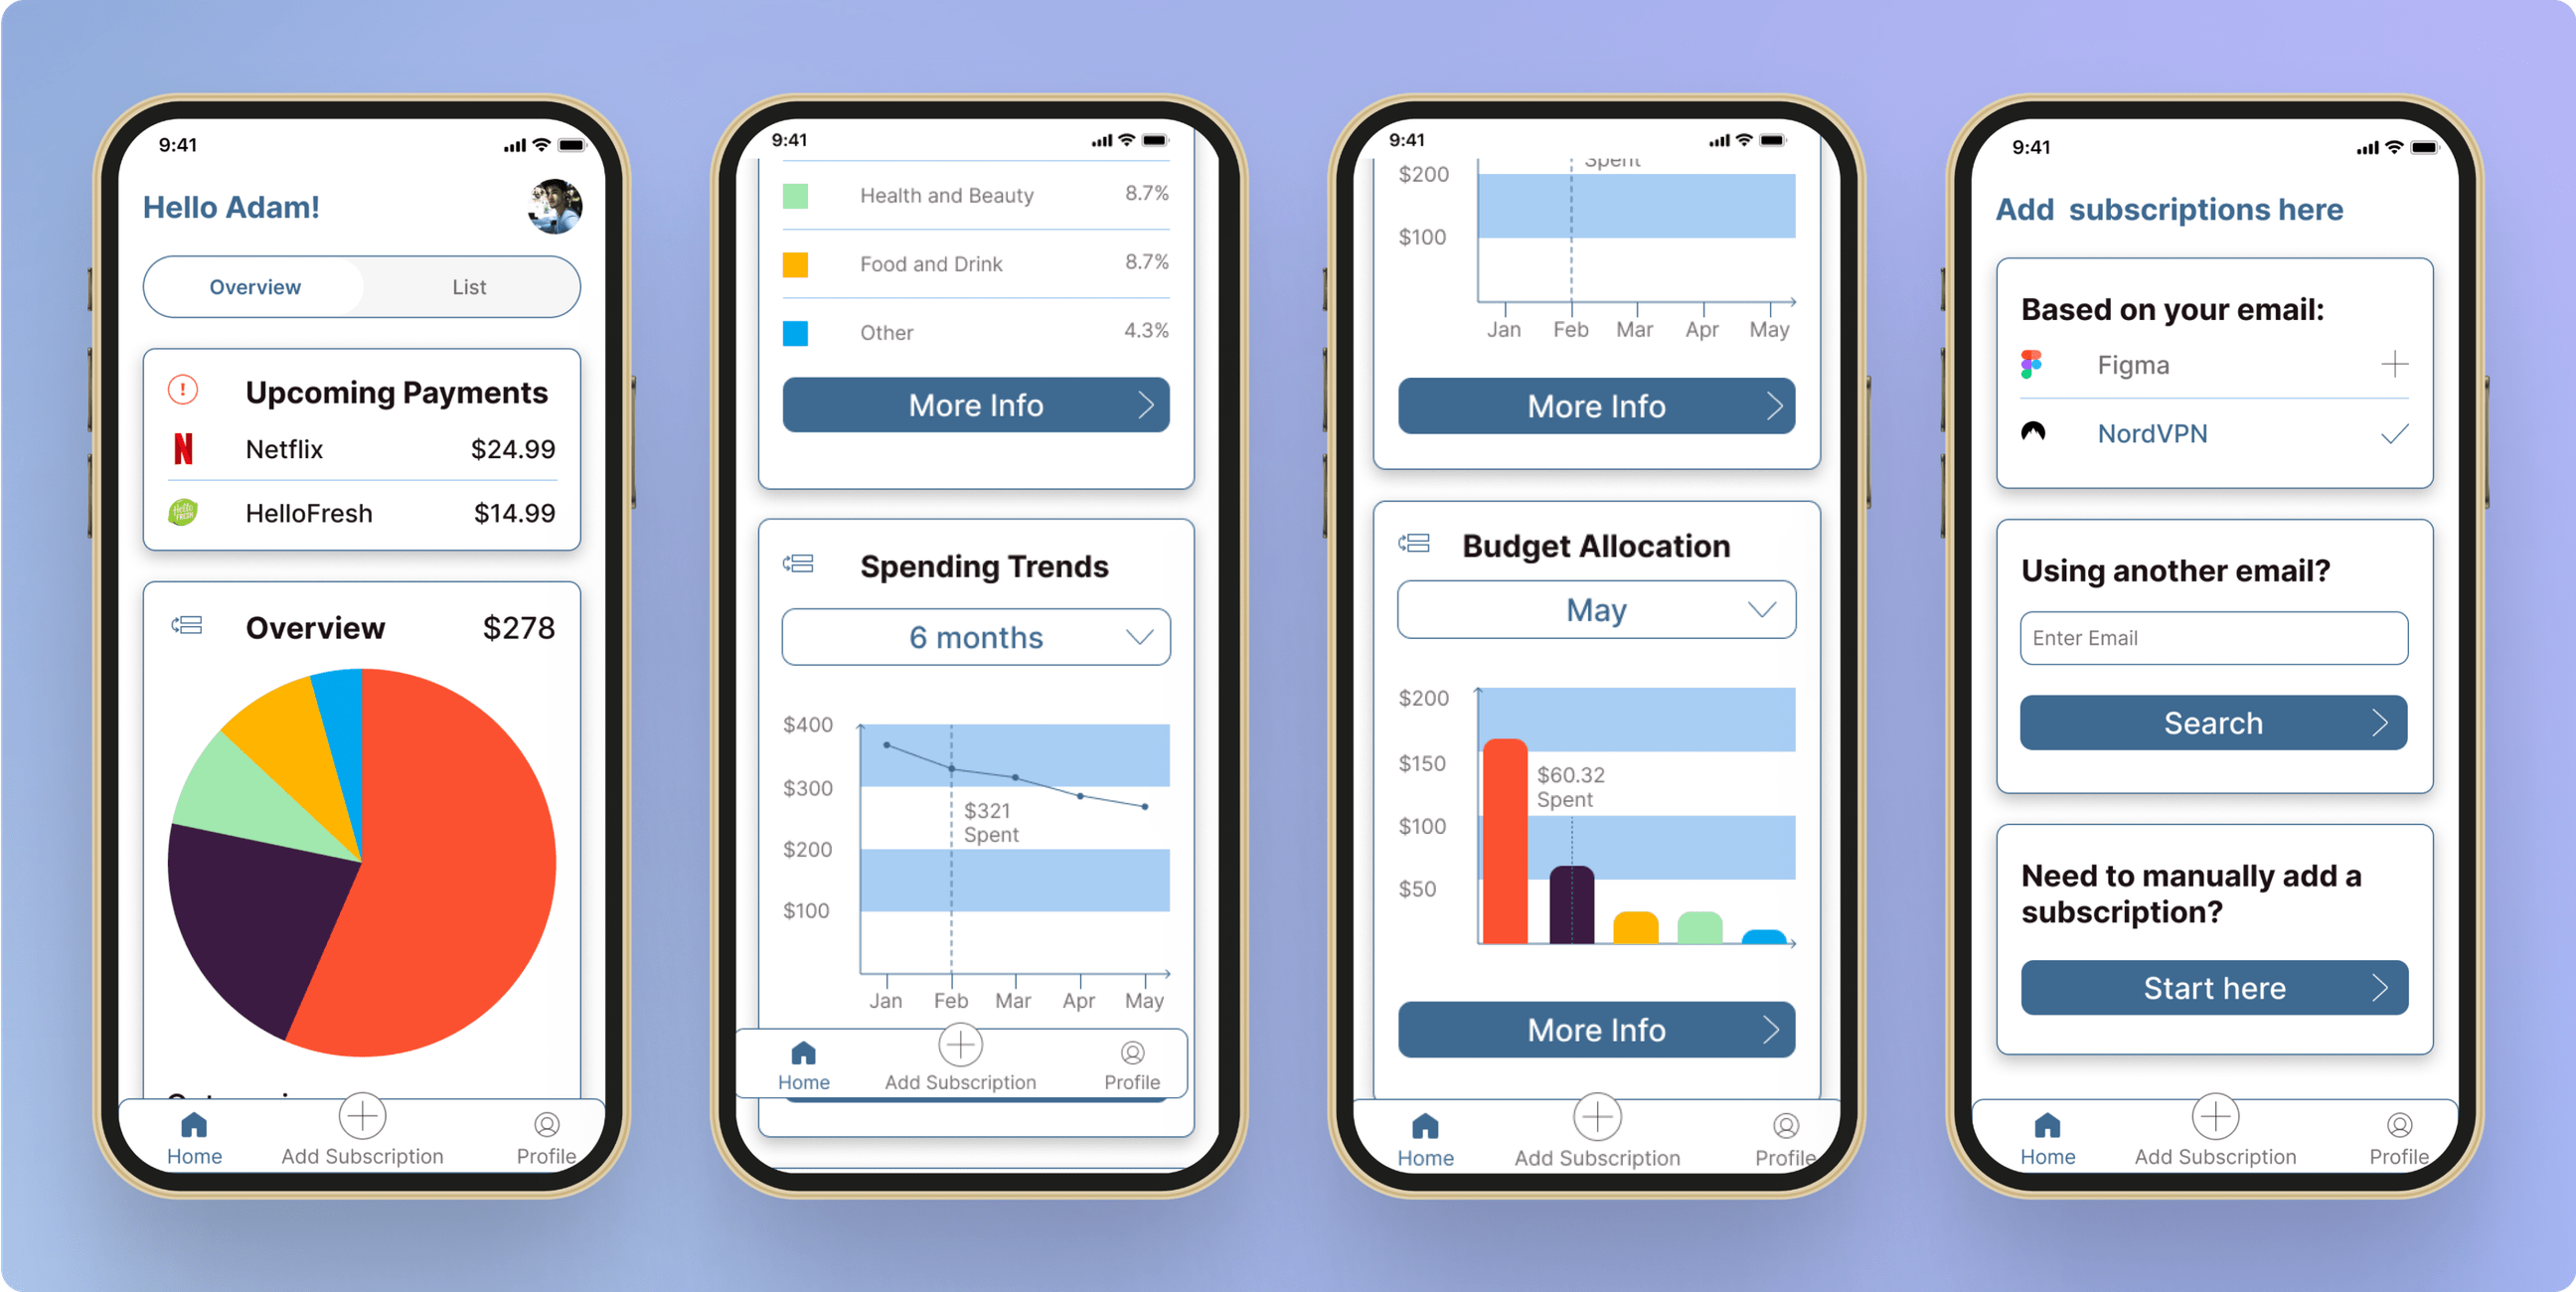 9:41
Hello Adam!
Overview
List
Upcoming Payments
Netflix $24.99
HelloFresh $14.99
Overview $278
Home
Add Subscription
Profile
9:41
Health and Beauty 8.7%
Food and Drink 8.7%
Other 4.3%
More Info
Spending Trends
6 months
$400
$300
$321
Spent
$200
$100
Jan Feb Mar Apr May
Home
Add Subscription
Profile
9:41
Spent
$200
$100
Jan Feb Mar Apr May
More Info
Budget Allocation
May
$200
$150
$60.32
Spent
$100
$50
More Info
Home
Add Subscription
Profile
9:41
Add subscriptions here
Based on your email:
Figma
NordVPN
Using another email?
Enter Email
Search
Need to manually add a
subscription?
Start here
Home
Add Subscription
Profile